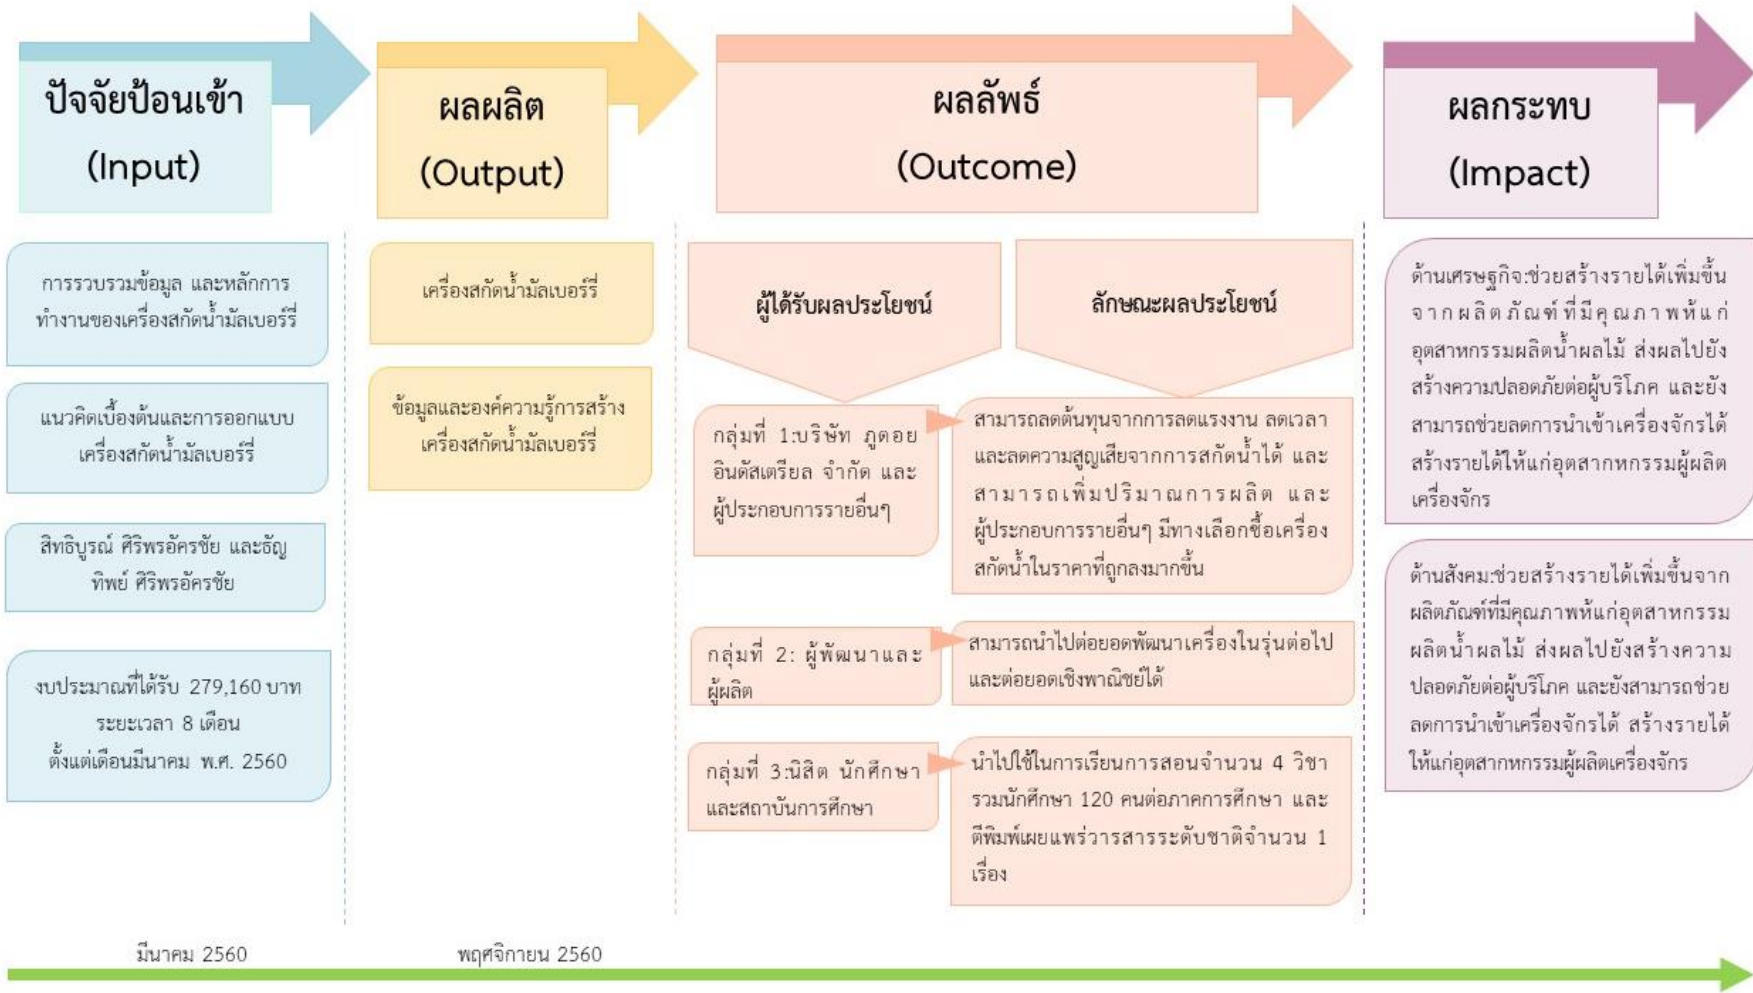 ปัจจัยป้อนเข้า
(Input)
การรวบรวมข้อมูล และหลักการ
ทำงานของเครื่องสกัดน้ำมัลเบอร์รี่
แนวคิดเบื้องต้นและการออกแบบ
เครื่องสกัดน้ำมัลเบอร์รี่
สิทธิบูรณ์ ศิริพรอัครชัย และธัญ
ทิพย์ ศิริพรอัครชัย
งบประมาณที่ได้รับ 279,160 บาท
ระยะเวลา 8 เดือน
ตั้งแต่เดือนมีนาคม พ.ศ. 2560
ผลผลิต
(Output)
เครื่องสกัดน้ำมัลเบอร์รี่
ข้อมูลและองค์ความรู้การสร้าง
เครื่องสกัดน้ำมัลเบอร์รี่
ผลลัพธ์
(Outcome)
ผู้ได้รับผลประโยชน์
ลักษณะผลประโยชน์
กลุ่มที่ 1:บริษัท ภูตอย
อินดัสเตรียล จำกัด และ
ผู้ประกอบการรายอื่นๆ
สามารถลดต้นทุนจากการลดแรงงาน ลดเวลา
และลดความสูญเสียจากการสกัดน้ำได้ และ
สามารถเพิ่มปริมาณการผลิต และ
ผู้ประกอบการรายอื่นๆ มีทางเลือกซื้อเครื่อง
สกัดน้ำในราคาที่ถูกลงมากขึ้น
กลุ่มที่ 2: ผู้พัฒนาและ
ผู้ผลิต
สามารถนำไปต่อยอดพัฒนาเครื่องในรุ่นต่อไป
และต่อยอดเชิงพาณิชย์ได้
กลุ่มที่ 3:นิสิต นักศึกษา
และสถาบันการศึกษา
นำไปใช้ในการเรียนการสอนจำนวน 4 วิชา
รวมนักศึกษา 120 คนต่อภาคการศึกษา และ
ตีพิมพ์เผยแพร่วารสารระดับชาติจำนวน 1
เรื่อง
ผลกระทบ
(Impact)
ด้านเศรษฐกิจ:ช่วยสร้างรายได้เพิ่มขึ้น
จากผลิตภัณฑ์ที่มีคุณภาพห้แก่
อุตสาหกรรมผลิตน้ำผลไม้ ส่งผลไปยัง
สร้างความปลอดภัยต่อผู้บริโภค และยัง
สามารถช่วยลดการนำเข้าเครื่องจักรได้
สร้างรายได้ให้แก่อุตสากหกรรมผู้ผลิต
เครื่องจักร
ด้านสังคม:ช่วยสร้างรายได้เพิ่มขึ้นจาก
ผลิตภัณฑ์ที่มีคุณภาพห้แก่อุตสาหกรรม
ผลิตน้ำผลไม้ ส่งผลไปยังสร้างความ
ปลอดภัยต่อผู้บริโภค และยังสามารถช่วย
ลดการนำเข้าเครื่องจักรได้ สร้างรายได้
ให้แก่อุตสากหกรรมผู้ผลิตเครื่องจักร
มีนาคม 2560
พฤศจิกายน 2560